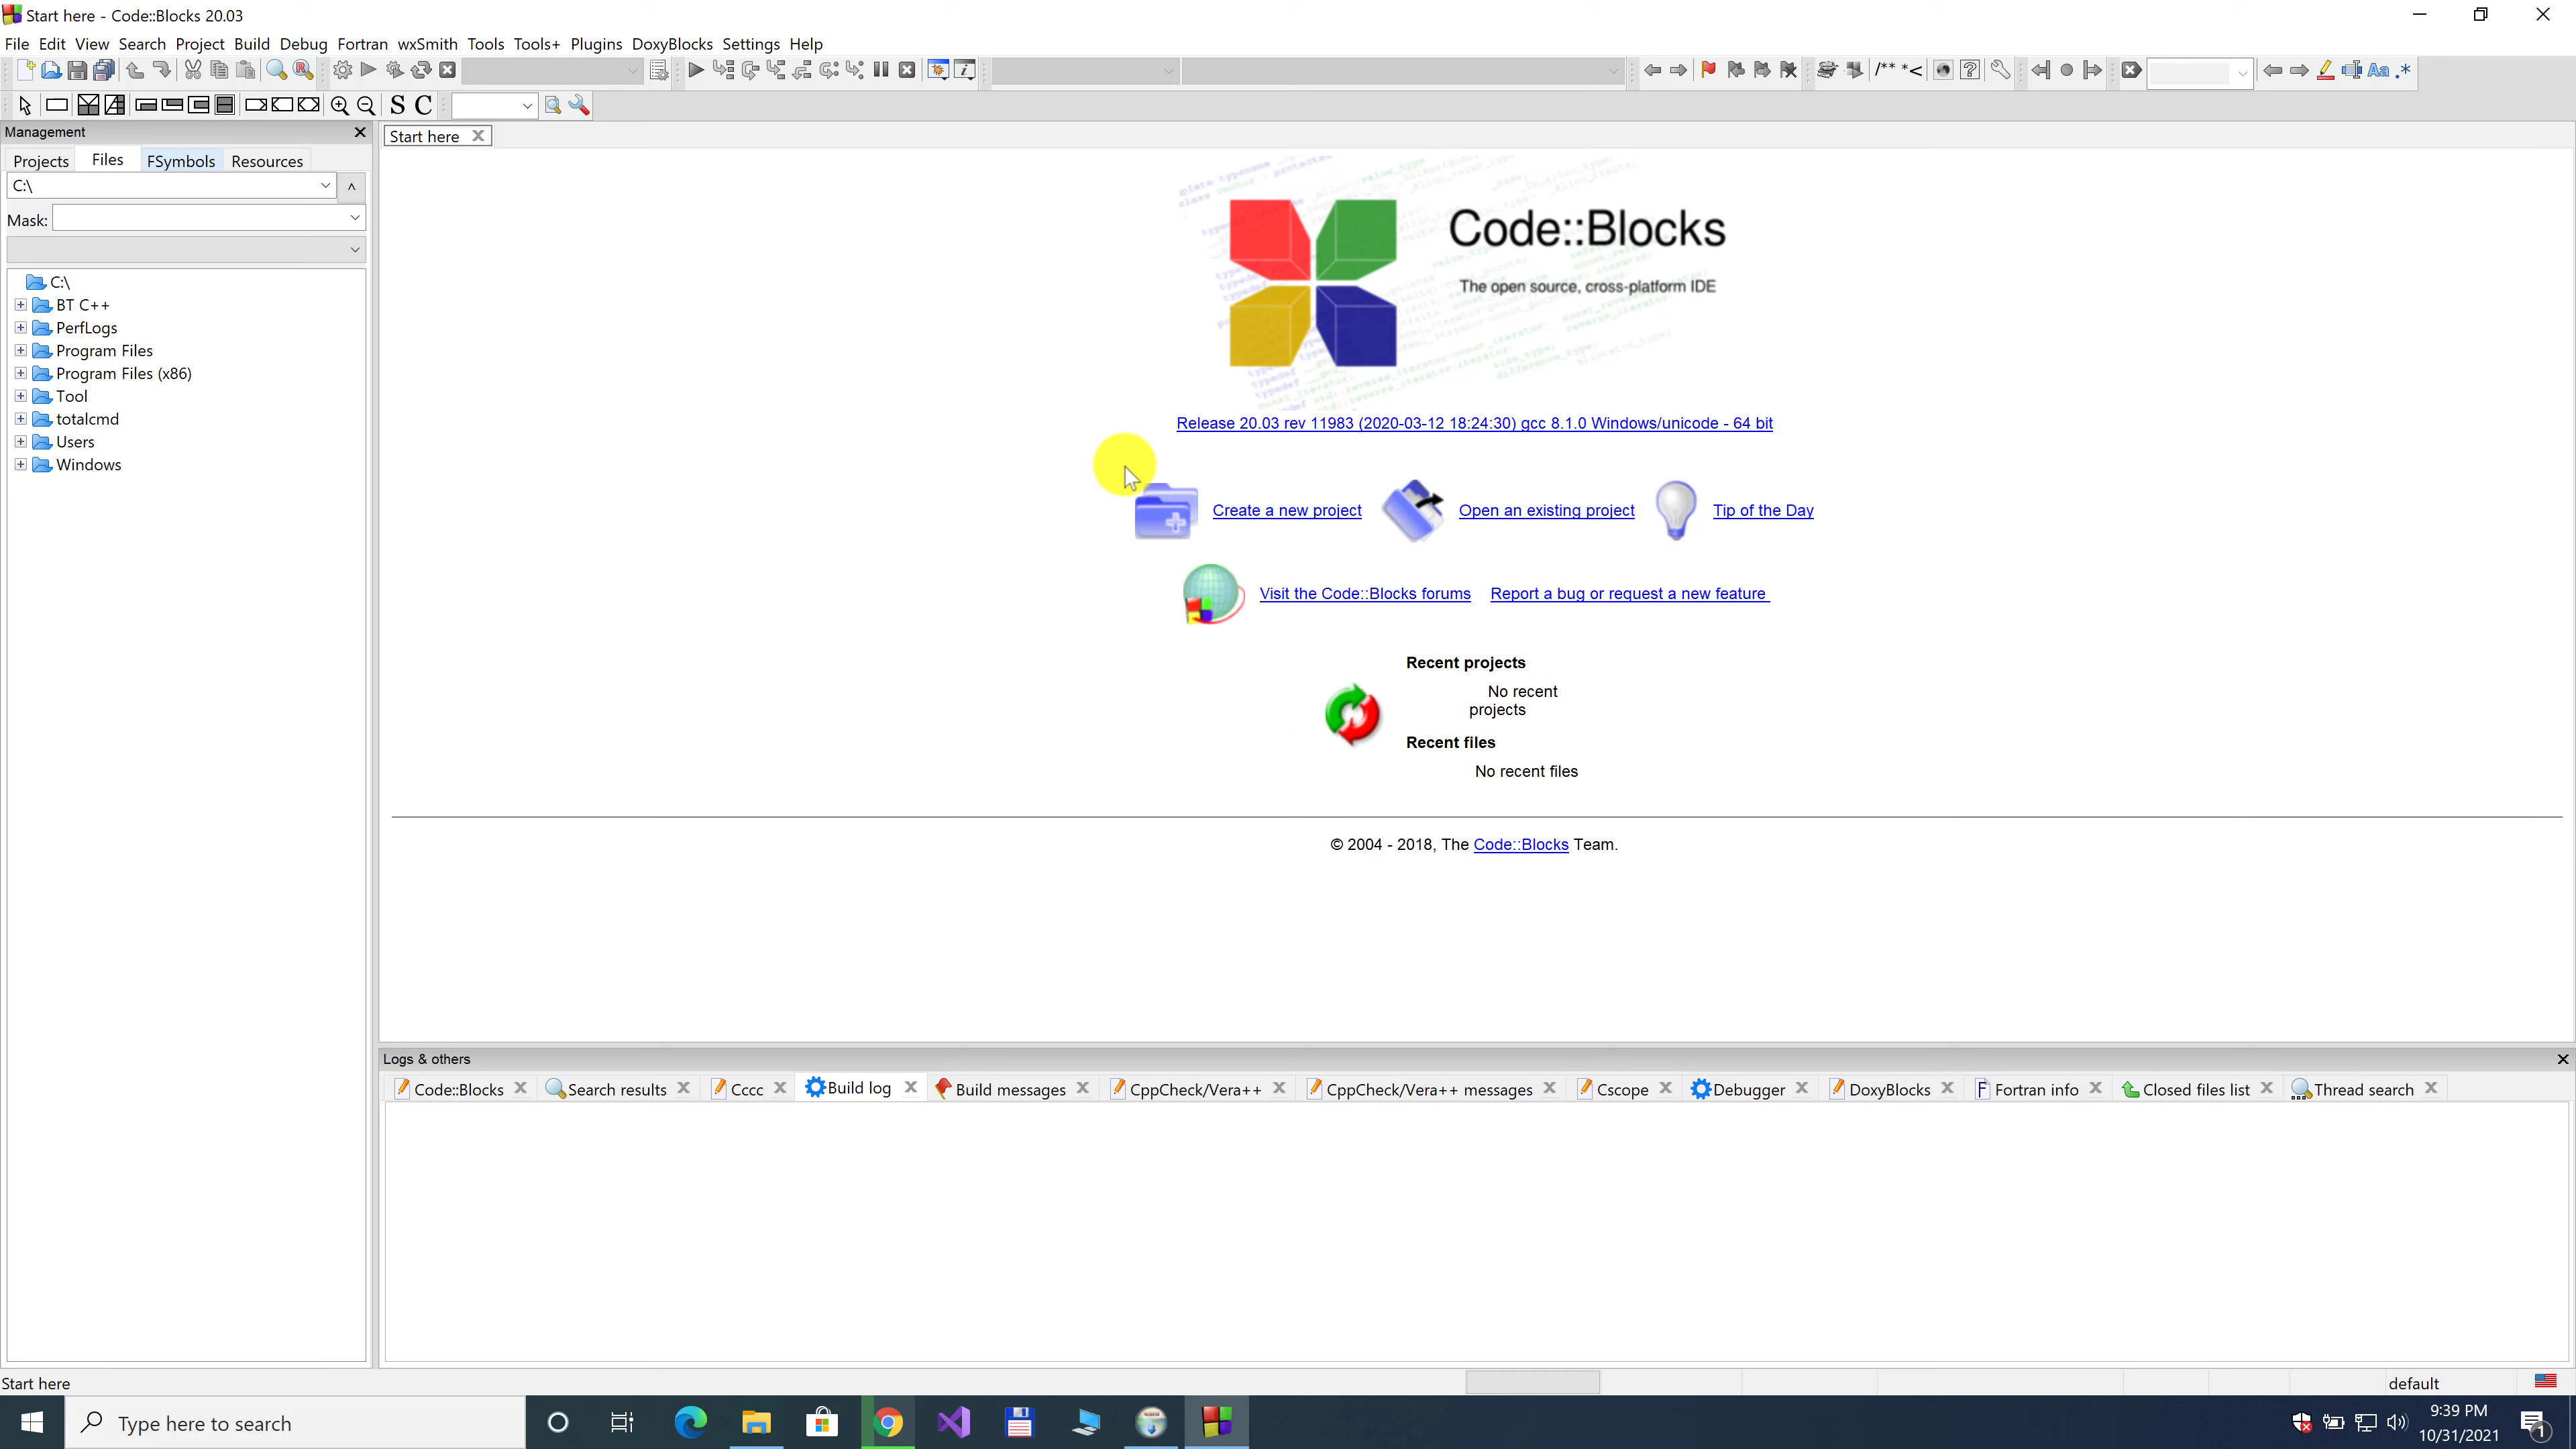 Start here - Code::Blocks 20.03
File Edit View Search Project Build Debug Fortran wxSmith Tools Tools+ Plugins DoxyBlocks Settings Help
/** *< Aa .*
S C
Management
Projects Files FSymbols Resources
C:\
Mask:
C:\
BT C++
PerfLogs
Program Files
Program Files (x86)
Tool
totalcmd
Users
Windows
Start here
Code::Blocks
The open source, cross-platform IDE
Release 20.03 rev 11983 (2020-03-12 18:24:30) gcc 8.1.0 Windows/unicode - 64 bit
Create a new project Open an existing project Tip of the Day
Visit the Code::Blocks forums Report a bug or request a new feature
Recent projects
No recent
projects
Recent files
No recent files
© 2004 - 2018, The Code::Blocks Team.
Logs & others
Code::Blocks Search results Cccc Build log Build messages CppCheck/Vera++ CppCheck/Vera++ messages Cscope Debugger DoxyBlocks Fortran info Closed files list Thread search
Start here default
Type here to search
9:39 PM
10/31/2021
1